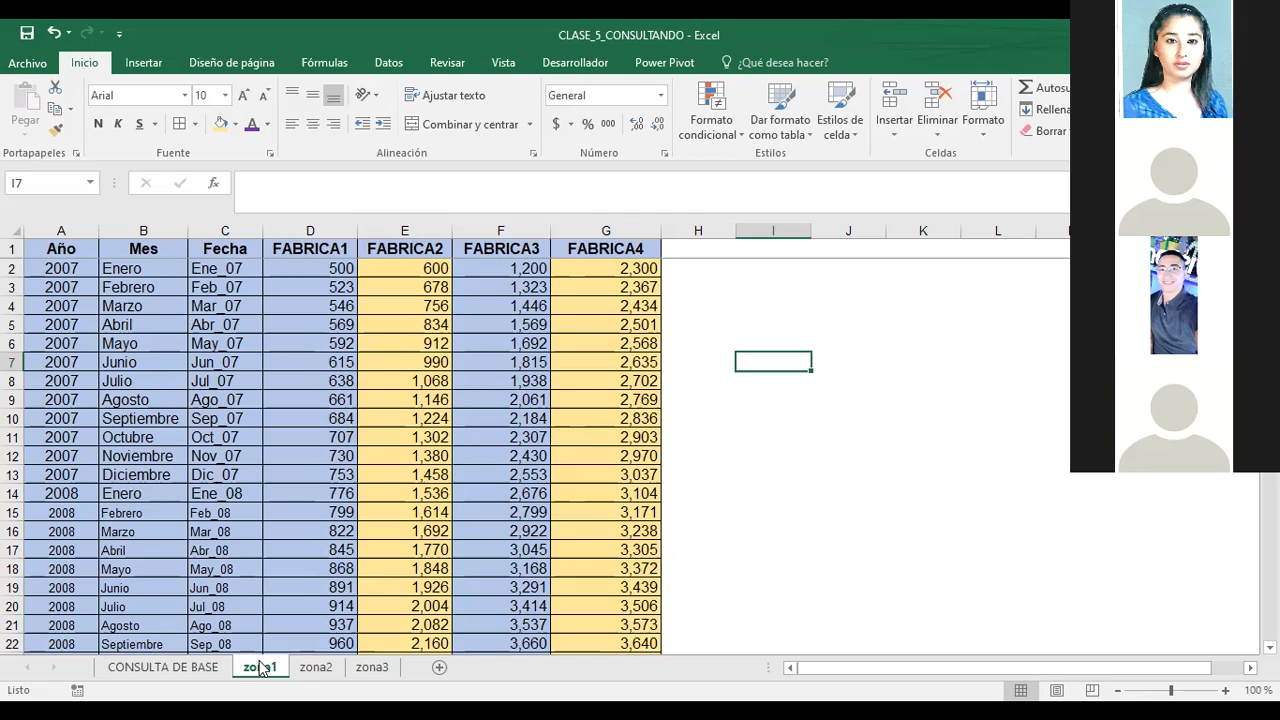 CLASE_5_CONSULTANDO - Excel
Archivo Inicio Insertar Diseño de página Fórmulas Datos Revisar Vista Desarrollador Power Pivot ¿Qué desea hacer?
Pegar
Arial 10
N K S
Ajustar texto
Combinar y centrar
General
$ % 000
Formato condicional
Dar formato como tabla
Estilos de celda
Insertar Eliminar Formato
Autosu
Rellena
Borrar
Portapapeles Fuente Alineación Número Estilos Celdas
I7 fx
A B C D E F G H I J K L
1 Año Mes Fecha FABRICA1 FABRICA2 FABRICA3 FABRICA4
2 2007 Enero Ene_07 500 600 1,200 2,300
3 2007 Febrero Feb_07 523 678 1,323 2,367
4 2007 Marzo Mar_07 546 756 1,446 2,434
5 2007 Abril Abr_07 569 834 1,569 2,501
6 2007 Mayo May_07 592 912 1,692 2,568
7 2007 Junio Jun_07 615 990 1,815 2,635
8 2007 Julio Jul_07 638 1,068 1,938 2,702
9 2007 Agosto Ago_07 661 1,146 2,061 2,769
10 2007 Septiembre Sep_07 684 1,224 2,184 2,836
11 2007 Octubre Oct_07 707 1,302 2,307 2,903
12 2007 Noviembre Nov_07 730 1,380 2,430 2,970
13 2007 Diciembre Dic_07 753 1,458 2,553 3,037
14 2008 Enero Ene_08 776 1,536 2,676 3,104
15 2008 Febrero Feb_08 799 1,614 2,799 3,171
16 2008 Marzo Mar_08 822 1,692 2,922 3,238
17 2008 Abril Abr_08 845 1,770 3,045 3,305
18 2008 Mayo May_08 868 1,848 3,168 3,372
19 2008 Junio Jun_08 891 1,926 3,291 3,439
20 2008 Julio Jul_08 914 2,004 3,414 3,506
21 2008 Agosto Ago_08 937 2,082 3,537 3,573
22 2008 Septiembre Sep_08 960 2,160 3,660 3,640
CONSULTA DE BASE zona1 zona2 zona3
Listo 100 %